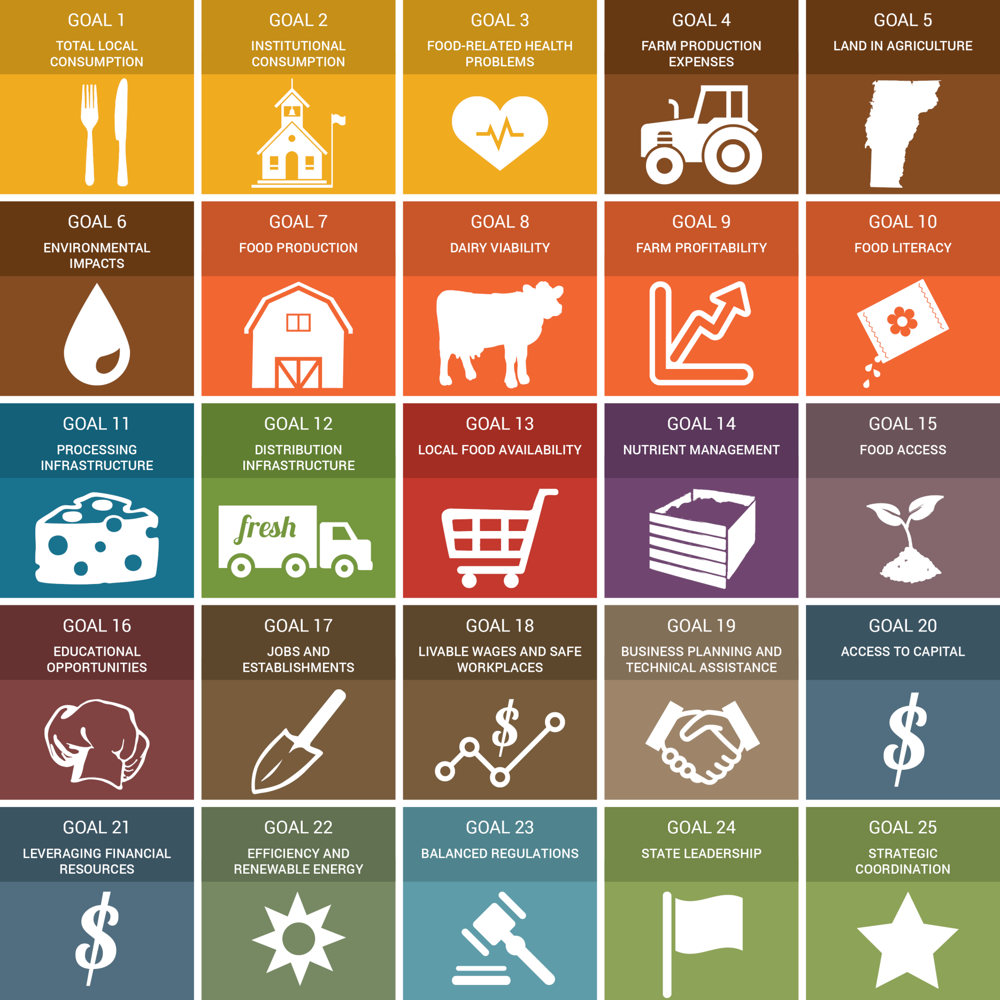 GOAL 1
TOTAL LOCAL
CONSUMPTION
GOAL 2
INSTITUTIONAL
CONSUMPTION
GOAL 3
FOOD-RELATED HEALTH
PROBLEMS
GOAL 4
FARM PRODUCTION
EXPENSES
GOAL 5
LAND IN AGRICULTURE
GOAL 6
ENVIRONMENTAL
IMPACTS
GOAL 7
FOOD PRODUCTION
GOAL 8
DAIRY VIABILITY
GOAL 9
FARM PROFITABILITY
GOAL 10
FOOD LITERACY
GOAL 11
PROCESSING
INFRASTRUCTURE
GOAL 12
DISTRIBUTION
INFRASTRUCTURE
fresh
GOAL 13
LOCAL FOOD AVAILABILITY
GOAL 14
NUTRIENT MANAGEMENT
GOAL 15
FOOD ACCESS
GOAL 16
EDUCATIONAL
OPPORTUNITIES
GOAL 17
JOBS AND
ESTABLISHMENTS
GOAL 18
LIVABLE WAGES AND SAFE
WORKPLACES
$
GOAL 19
BUSINESS PLANNING AND
TECHNICAL ASSISTANCE
GOAL 20
ACCESS TO CAPITAL
$
GOAL 21
LEVERAGING FINANCIAL
RESOURCES
$
GOAL 22
EFFICIENCY AND
RENEWABLE ENERGY
GOAL 23
BALANCED REGULATIONS
GOAL 24
STATE LEADERSHIP
GOAL 25
STRATEGIC
COORDINATION